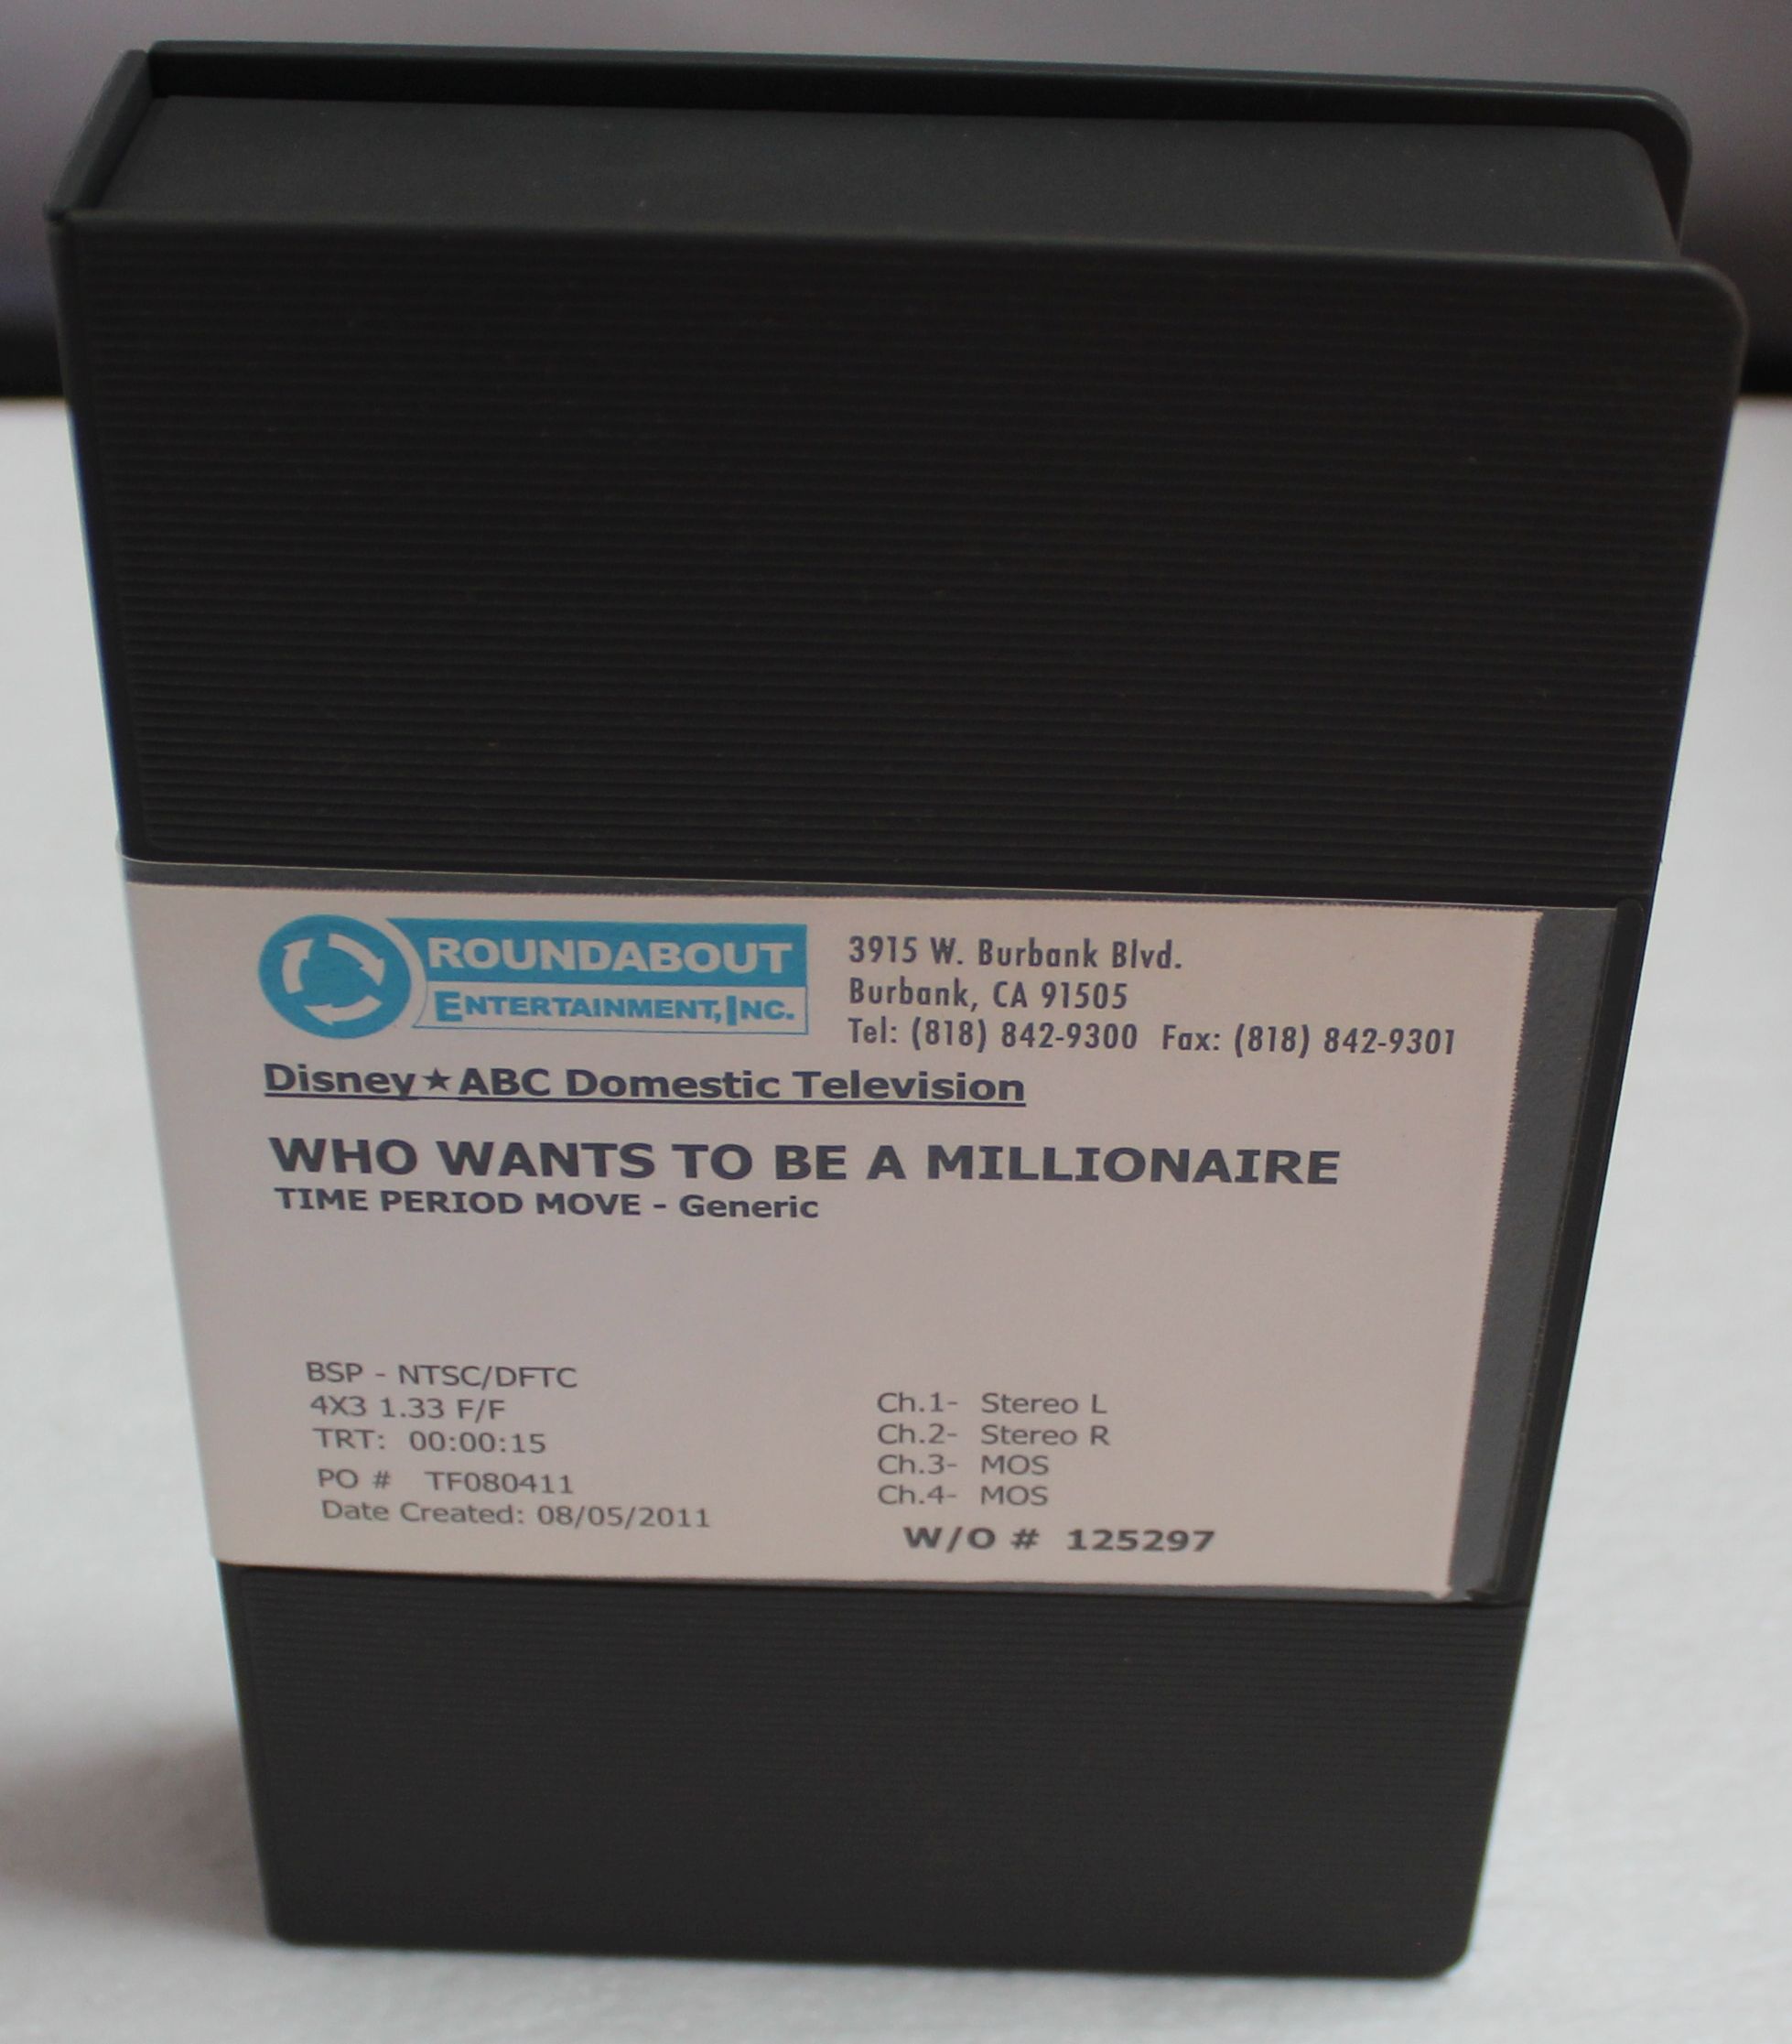 ROUNDABOUT
ENTERTAINMENT, INC.
3915 W. Burbank Blvd.
Burbank, CA 91505
Tel: (818) 842-9300 Fax: (818) 842-9301
Disney★ABC Domestic Television
WHO WANTS TO BE A MILLIONAIRE
TIME PERIOD MOVE - Generic
BSP - NTSC/DFTC
4X3 1.33 F/F
TRT: 00:00:15
PO # TF080411
Date Created: 08/05/2011
Ch.1- Stereo L
Ch.2- Stereo R
Ch.3- MOS
Ch.4- MOS
W/O # 125297